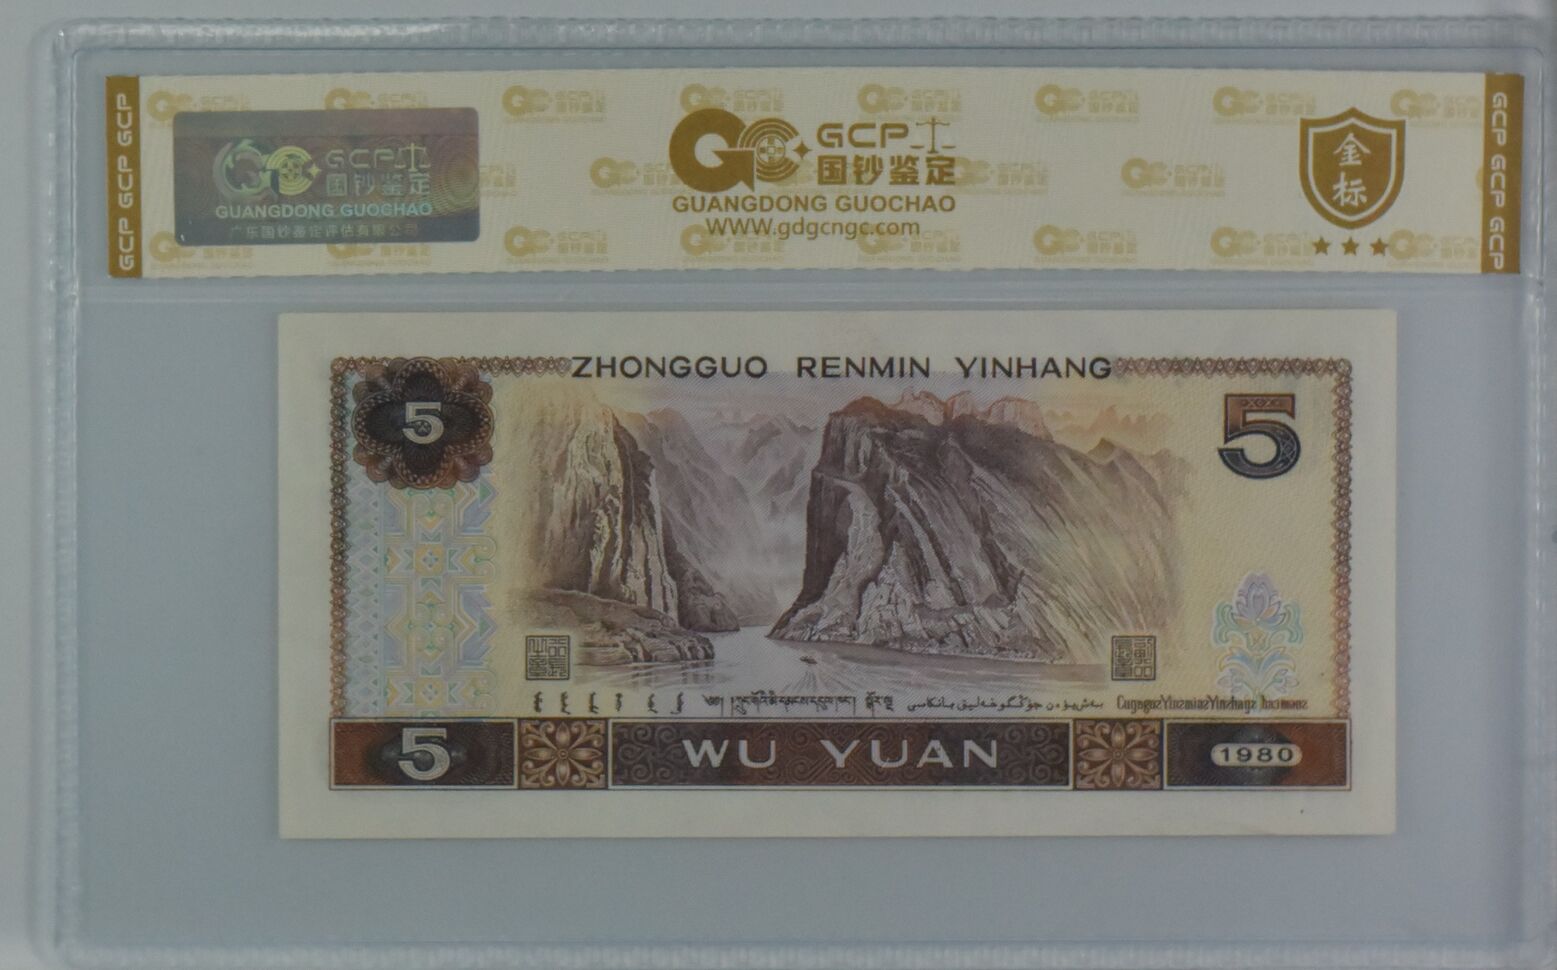 GCP GCP GCP
GCP 国钞鉴定
GUANGDONG GUOCHAO
广东国钞鉴定评估有限公司
GCP
国钞鉴定
GUANGDONG GUOCHAO
WWW.gdgcngc.com
金标
GCP GCP GCP
ZHONGGUO RENMIN YINHANG
5
5
5
WU YUAN
1980